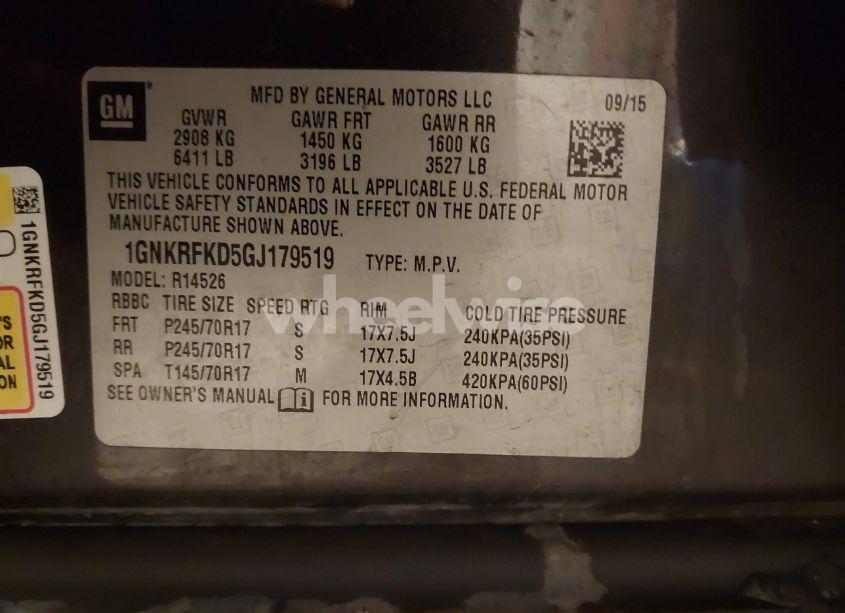 GM
MFD BY GENERAL MOTORS LLC 09/15
GVWR GAWR FRT GAWR RR
2908 KG 1450 KG 1600 KG
6411 LB 3196 LB 3527 LB
THIS VEHICLE CONFORMS TO ALL APPLICABLE U.S. FEDERAL MOTOR
VEHICLE SAFETY STANDARDS IN EFFECT ON THE DATE OF
MANUFACTURE SHOWN ABOVE.
1GNKRFKD5GJ179519 TYPE: M.P.V.
MODEL: R14526
RBBC TIRE SIZE SPEED RTG RIM COLD TIRE PRESSURE
FRT P245/70R17 S 17X7.5J 240KPA(35PSI)
RR P245/70R17 S 17X7.5J 240KPA(35PSI)
SPA T145/70R17 M 17X4.5B 420KPA(60PSI)
SEE OWNER'S MANUAL i FOR MORE INFORMATION.
1GNKRFKD5GJ179519
'S
OR
AL
ON
wheelwire